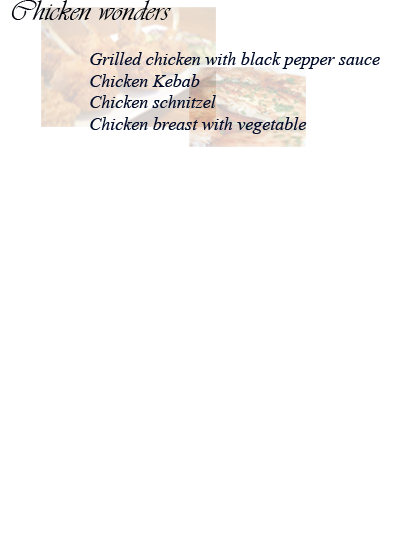 Chicken wonders
Grilled chicken with black pepper sauce
Chicken Kebab
Chicken schnitzel
Chicken breast with vegetable